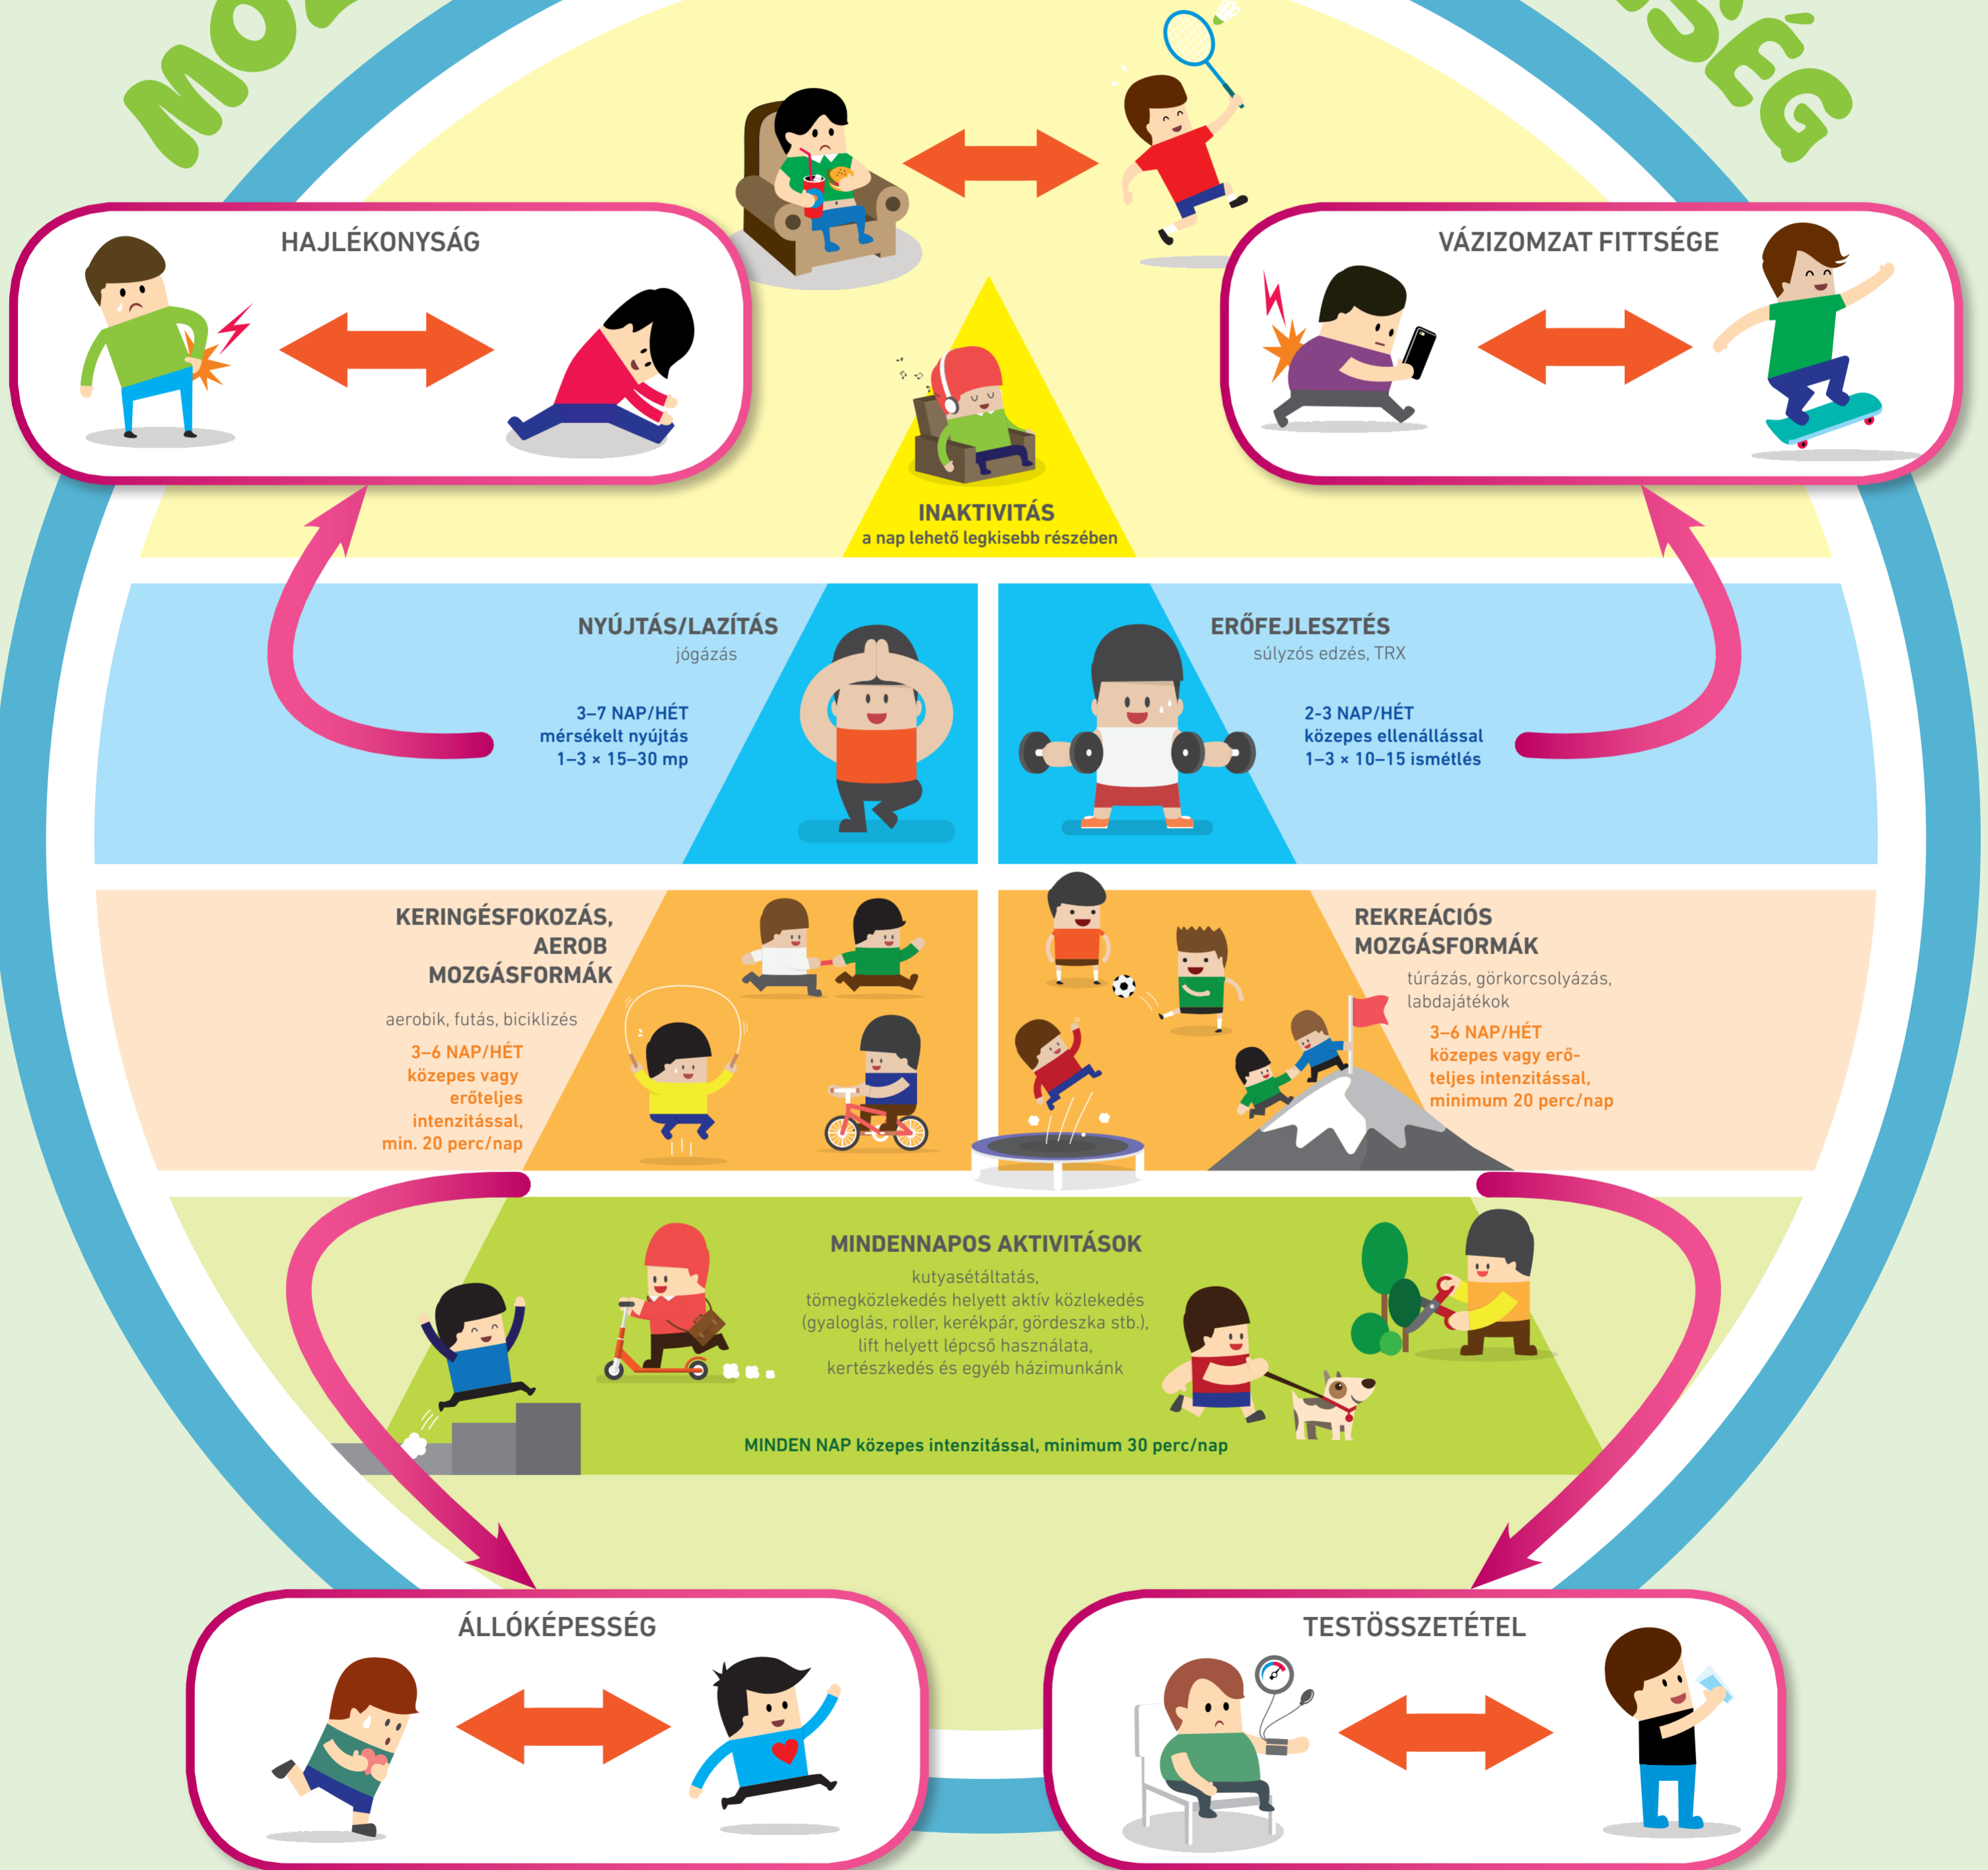 HAJLÉKONYSÁG
VÁZIZOMZAT FITTSÉGE
INAKTIVITÁS
a nap lehető legkisebb részében
NYÚJTÁS/LAZÍTÁS
jógázás
3–7 NAP/HÉT
mérsékelt nyújtás
1–3 × 15–30 mp
ERŐFEJLESZTÉS
súlyzós edzés, TRX
2-3 NAP/HÉT
közepes ellenállással
1–3 × 10–15 ismétlés
KERINGÉSFOKOZÁS,
AEROB
MOZGÁSFORMÁK
aerobik, futás, biciklizés
3–6 NAP/HÉT
közepes vagy
erőteljes
intenzitással,
min. 20 perc/nap
REKREÁCIÓS
MOZGÁSFORMÁK
túrázás, görkorcsolyázás,
labdajátékok
3–6 NAP/HÉT
közepes vagy erő-
teljes intenzitással,
minimum 20 perc/nap
MINDENNAPOS AKTIVITÁSOK
kutyasétáltatás,
tömegközlekedés helyett aktív közlekedés
(gyaloglás, roller, kerékpár, gördeszka stb.),
lift helyett lépcső használata,
kertészkedés és egyéb házimunkánk
MINDEN NAP közepes intenzitással, minimum 30 perc/nap
ÁLLÓKÉPESSÉG
TESTÖSSZETÉTEL